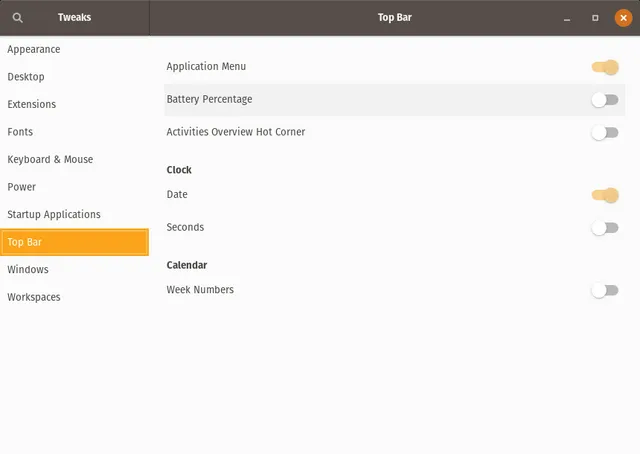 Tweaks
Top Bar
Appearance
Desktop
Extensions
Fonts
Keyboard & Mouse
Power
Startup Applications
Top Bar
Windows
Workspaces
Application Menu
Battery Percentage
Activities Overview Hot Corner
Clock
Date
Seconds
Calendar
Week Numbers